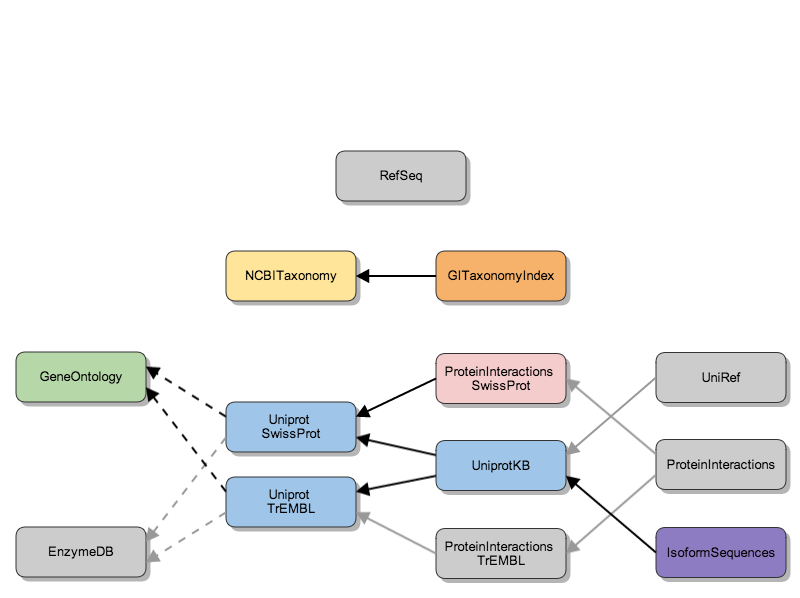 RefSeq
NCBITaxonomy
GITaxonomyIndex
GeneOntology
Uniprot
SwissProt
ProteinInteractions
SwissProt
UniRef
UniprotKB
ProteinInteractions
Uniprot
TrEMBL
EnzymeDB
ProteinInteractions
TrEMBL
IsoformSequences